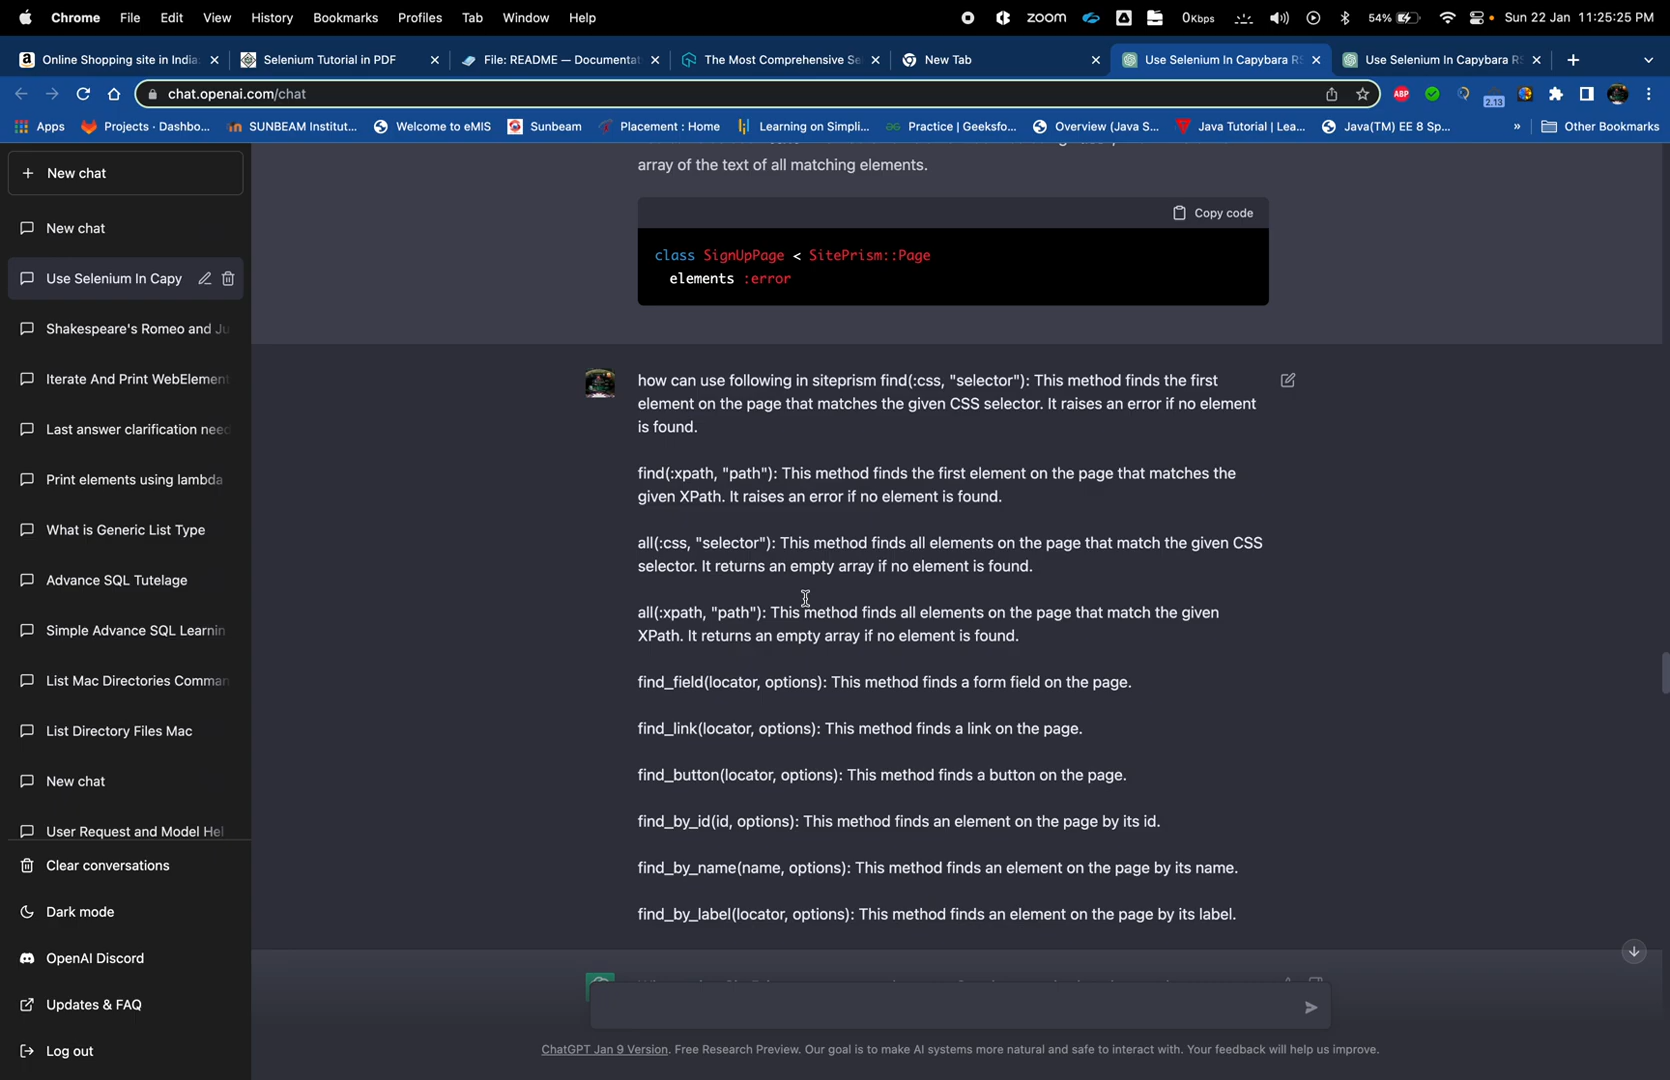 Chrome File Edit View History Bookmarks Profiles Tab Window Help zoom 0Kbps 54% Sun 22 Jan 11:25:25 PM
Online Shopping site in India: Selenium Tutorial in PDF File: README — Documentat The Most Comprehensive Se New Tab Use Selenium In Capybara RS Use Selenium In Capybara RS
chat.openai.com/chat ABP 2.13
Apps Projects · Dashbo... SUNBEAM Institut... Welcome to eMIS Sunbeam Placement : Home Learning on Simpli... Practice | Geeksfo... Overview (Java S... Java Tutorial | Lea... Java(TM) EE 8 Sp... » Other Bookmarks
New chat
New chat
Use Selenium In Capy
Shakespeare's Romeo and Ju
Iterate And Print WebElement
Last answer clarification need
Print elements using lambda
What is Generic List Type
Advance SQL Tutelage
Simple Advance SQL Learnin
List Mac Directories Comman
List Directory Files Mac
New chat
User Request and Model Hel
Clear conversations
Dark mode
OpenAI Discord
Updates & FAQ
Log out
array of the text of all matching elements.
Copy code
class SignUpPage < SitePrism::Page
elements :error
how can use following in siteprism find(:css, "selector"): This method finds the first
element on the page that matches the given CSS selector. It raises an error if no element
is found.
find(:xpath, "path"): This method finds the first element on the page that matches the
given XPath. It raises an error if no element is found.
all(:css, "selector"): This method finds all elements on the page that match the given CSS
selector. It returns an empty array if no element is found.
all(:xpath, "path"): This method finds all elements on the page that match the given
XPath. It returns an empty array if no element is found.
find_field(locator, options): This method finds a form field on the page.
find_link(locator, options): This method finds a link on the page.
find_button(locator, options): This method finds a button on the page.
find_by_id(id, options): This method finds an element on the page by its id.
find_by_name(name, options): This method finds an element on the page by its name.
find_by_label(locator, options): This method finds an element on the page by its label.
ChatGPT Jan 9 Version. Free Research Preview. Our goal is to make AI systems more natural and safe to interact with. Your feedback will help us improve.